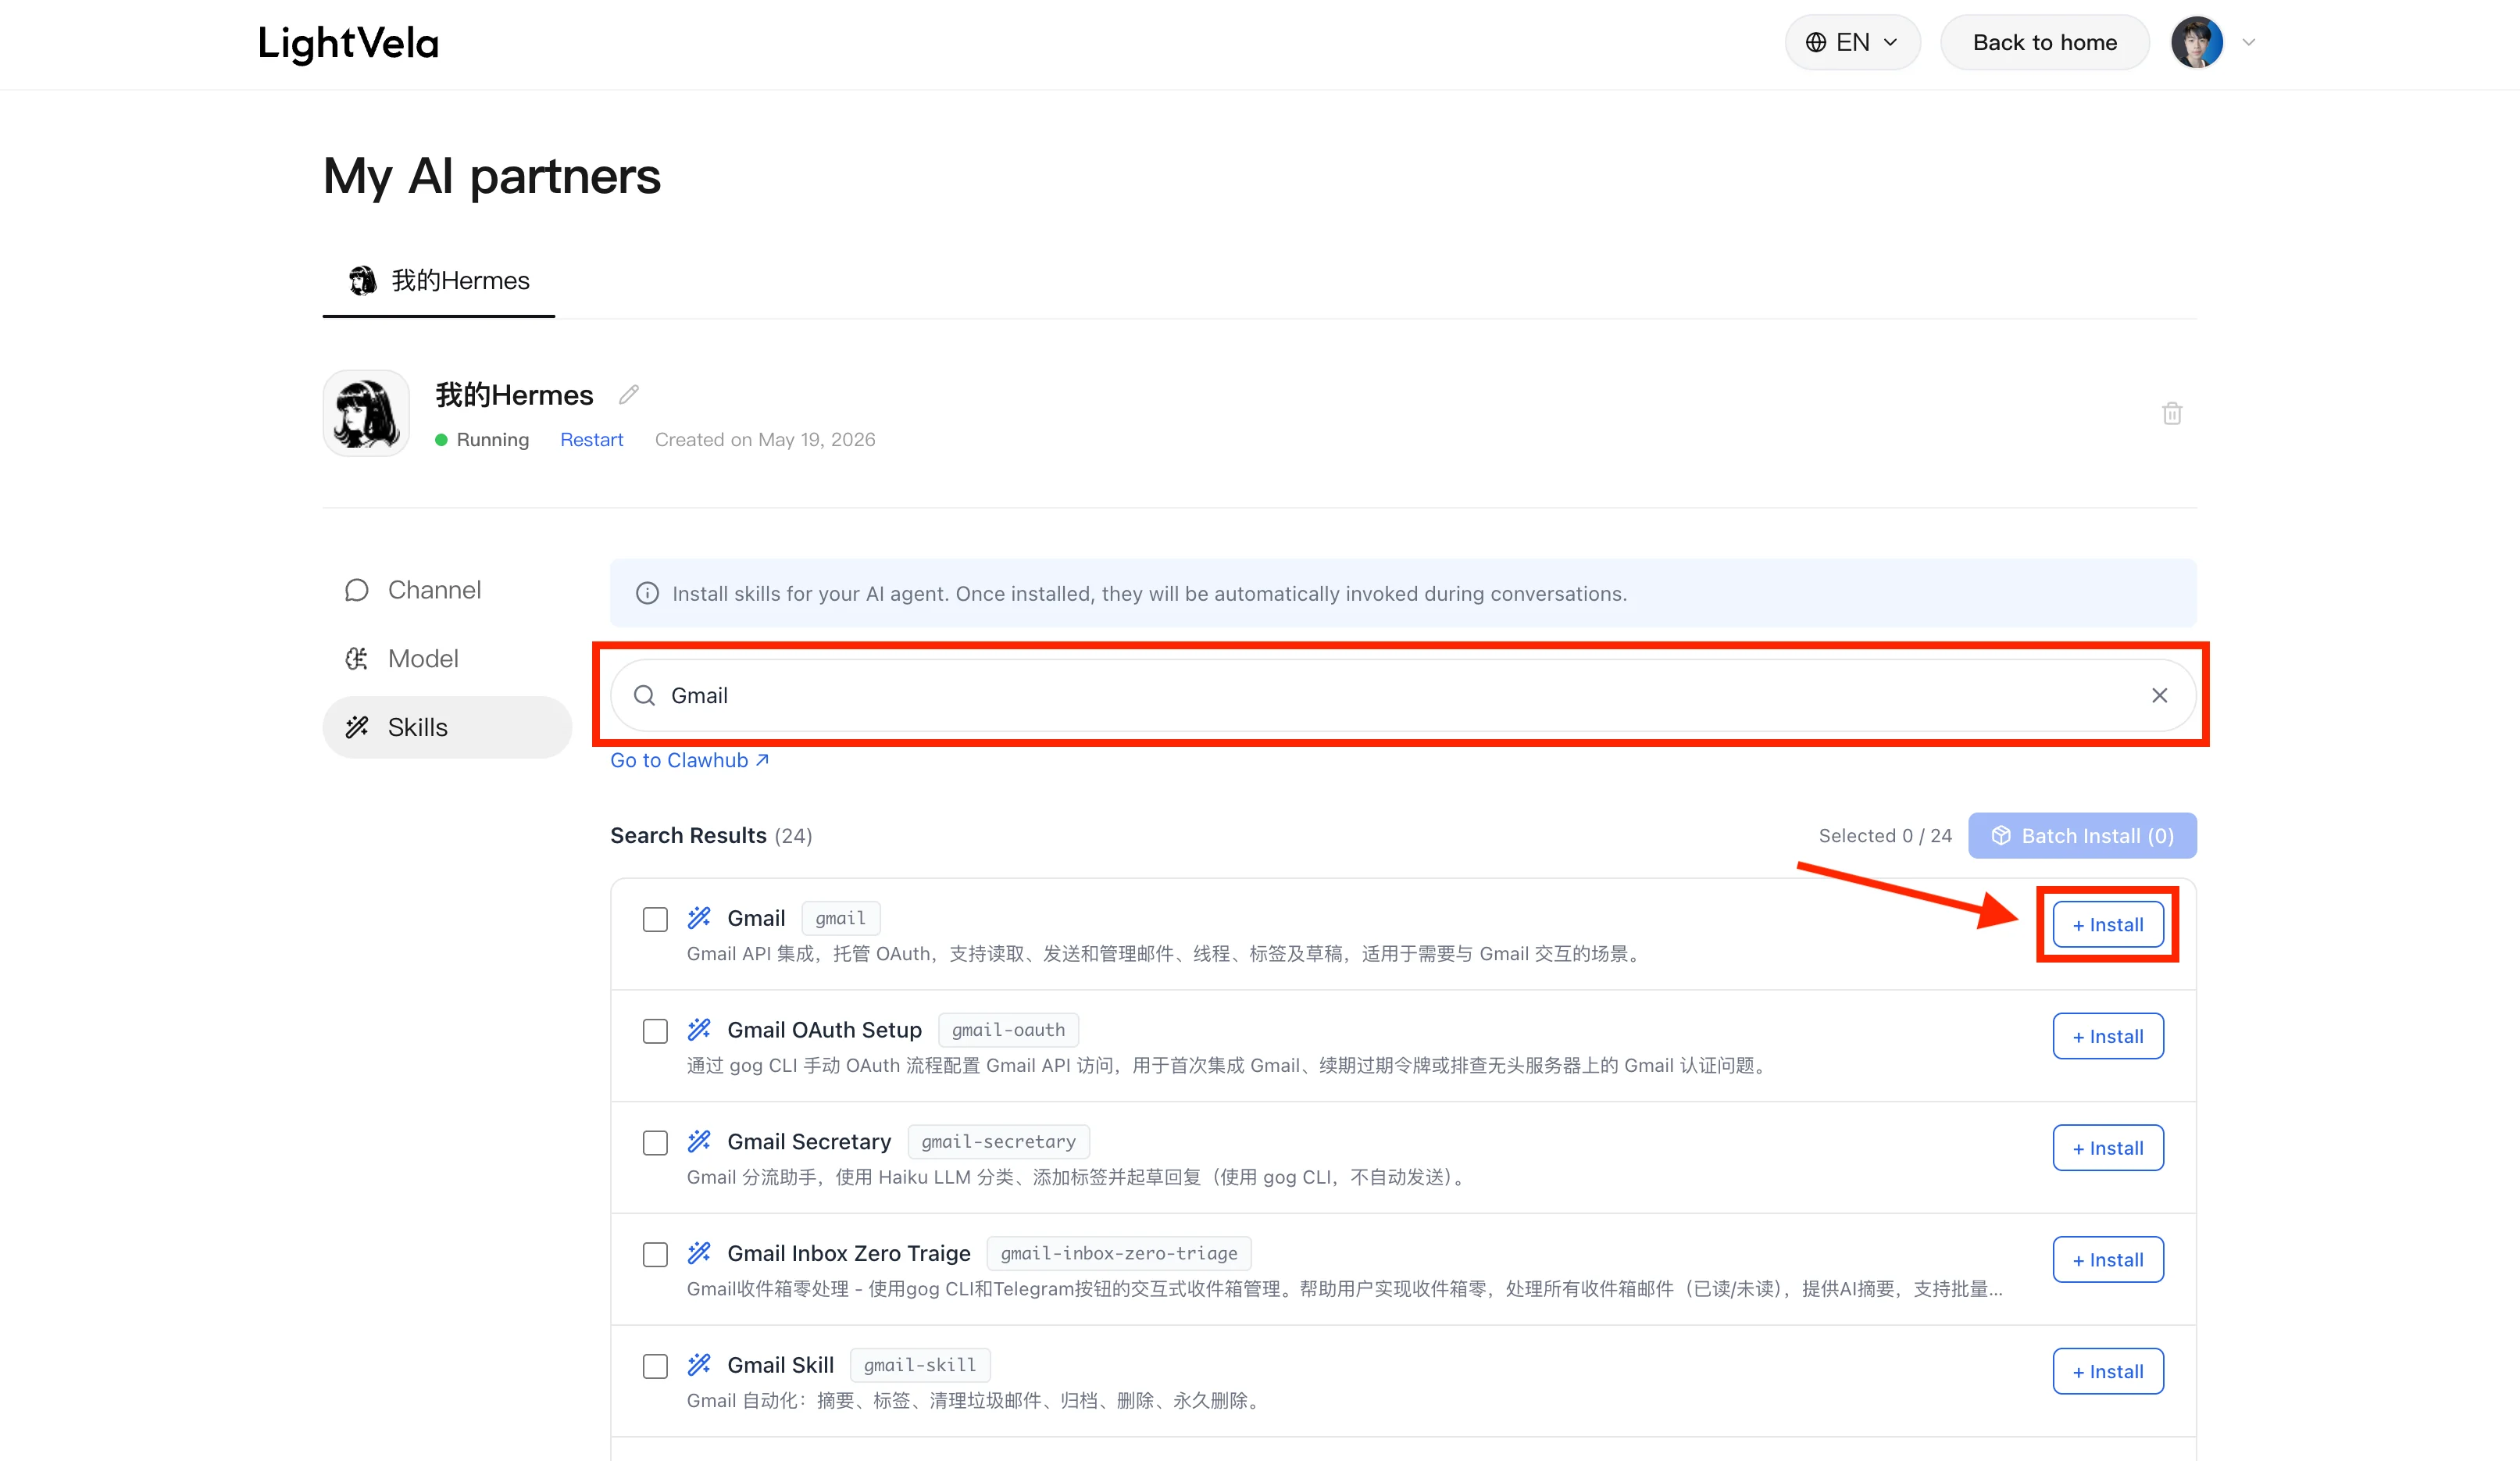 LightVela
EN
Back to home
My AI partners
我的Hermes
我的Hermes
Running Restart Created on May 19, 2026
Channel
Model
Skills
Install skills for your AI agent. Once installed, they will be automatically invoked during conversations.
Gmail
Go to Clawhub ↗
Search Results (24)
Selected 0 / 24
Batch Install (0)
Gmail gmail
Gmail API 集成，托管 OAuth，支持读取、发送和管理邮件、线程、标签及草稿，适用于需要与 Gmail 交互的场景。
+ Install
Gmail OAuth Setup gmail-oauth
通过 gog CLI 手动 OAuth 流程配置 Gmail API 访问，用于首次集成 Gmail、续期过期令牌或排查无头服务器上的 Gmail 认证问题。
+ Install
Gmail Secretary gmail-secretary
Gmail 分流助手，使用 Haiku LLM 分类、添加标签并起草回复（使用 gog CLI，不自动发送）。
+ Install
Gmail Inbox Zero Traige gmail-inbox-zero-triage
Gmail收件箱零处理 - 使用gog CLI和Telegram按钮的交互式收件箱管理。帮助用户实现收件箱零，处理所有收件箱邮件（已读/未读），提供AI摘要，支持批量...
+ Install
Gmail Skill gmail-skill
Gmail 自动化：摘要、标签、清理垃圾邮件、归档、删除、永久删除。
+ Install